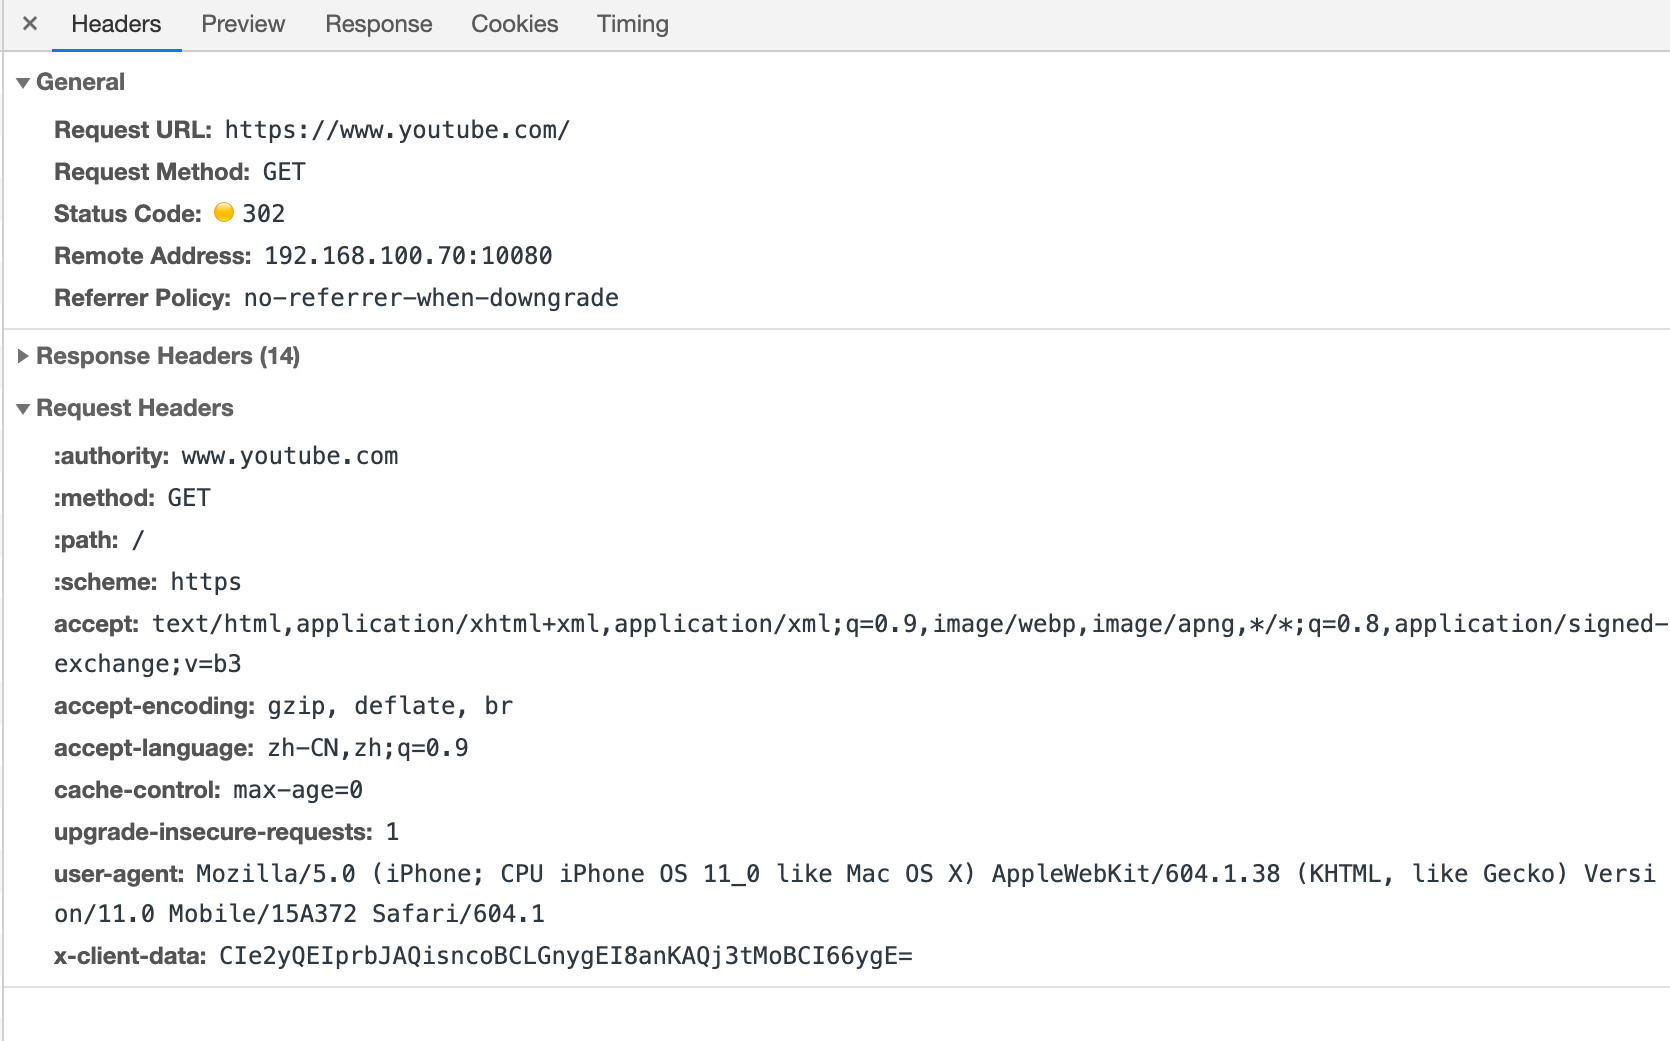 × Headers Preview Response Cookies Timing
▼ General
Request URL: https://www.youtube.com/
Request Method: GET
Status Code: 302
Remote Address: 192.168.100.70:10080
Referrer Policy: no-referrer-when-downgrade
▶ Response Headers (14)
▼ Request Headers
:authority: www.youtube.com
:method: GET
:path: /
:scheme: https
accept: text/html,application/xhtml+xml,application/xml;q=0.9,image/webp,image/apng,*/*;q=0.8,application/signed-
exchange;v=b3
accept-encoding: gzip, deflate, br
accept-language: zh-CN,zh;q=0.9
cache-control: max-age=0
upgrade-insecure-requests: 1
user-agent: Mozilla/5.0 (iPhone; CPU iPhone OS 11_0 like Mac OS X) AppleWebKit/604.1.38 (KHTML, like Gecko) Versi
on/11.0 Mobile/15A372 Safari/604.1
x-client-data: CIe2yQEIprbJAQisncoBCLGnygEI8anKAQj3tMoBCI66ygE=